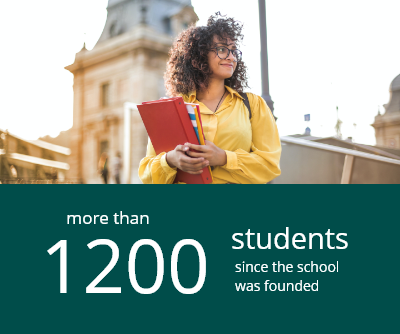 more than
1200
students
since the school
was founded